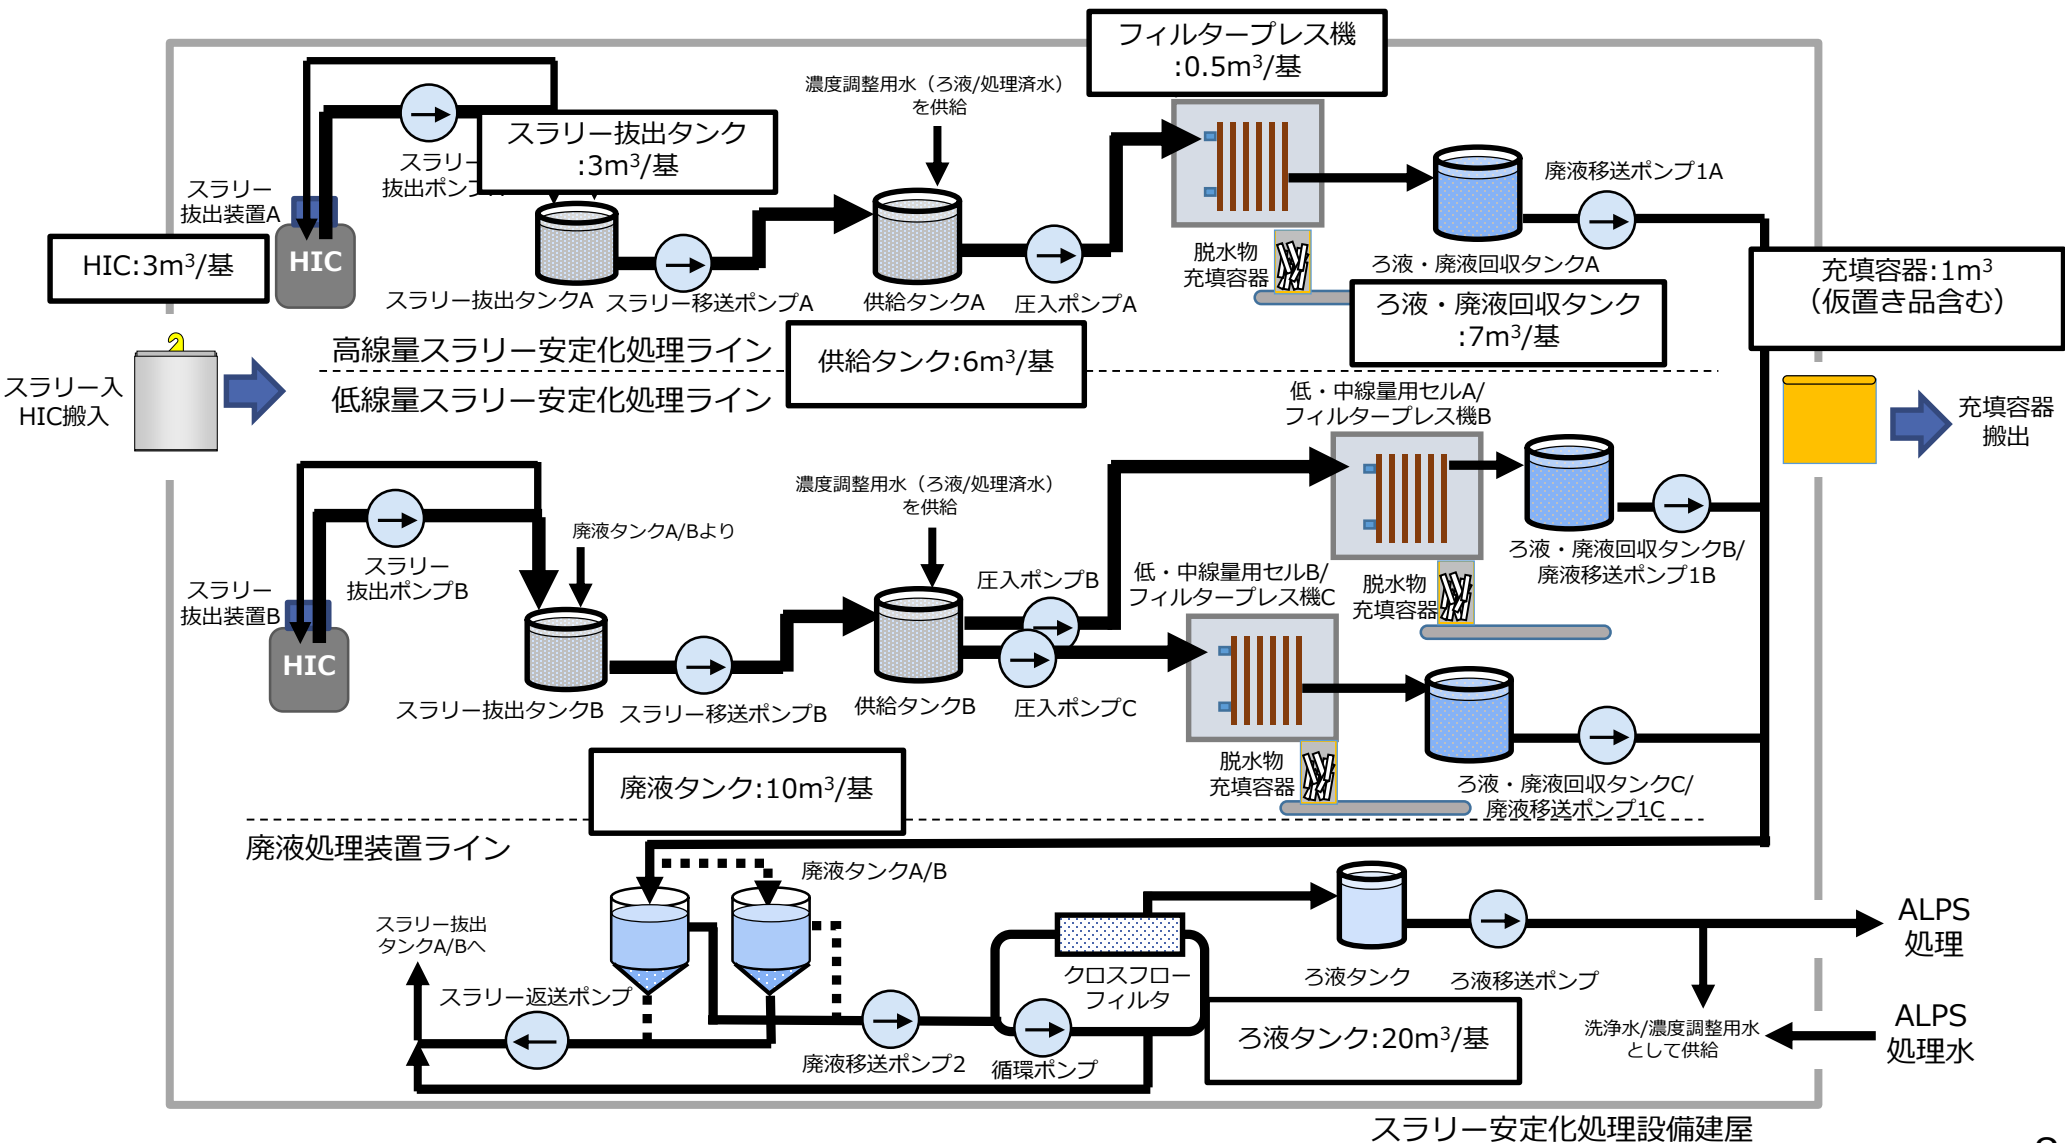 フィルタープレス機
:0.5m³/基
濃度調整用水（ろ液/処理済水）
を供給
スラリー抜出タンク
:3m³/基
スラリー
抜出ポンプ
スラリー
抜出装置A
廃液移送ポンプ1A
HIC:3m³/基
HIC
脱水物
充填容器
ろ液・廃液回収タンクA
充填容器:1m³
（仮置き品含む）
スラリー抜出タンクA
スラリー移送ポンプA
供給タンクA
圧入ポンプA
ろ液・廃液回収タンク
:7m³/基
高線量スラリー安定化処理ライン
供給タンク:6m³/基
低線量スラリー安定化処理ライン
スラリー入
HIC搬入
低・中線量用セルA/
フィルタープレス機B
充填容器
搬出
濃度調整用水（ろ液/処理済水）
を供給
廃液タンクA/Bより
スラリー
抜出ポンプB
スラリー
抜出装置B
圧入ポンプB
低・中線量用セルB/
フィルタープレス機C
脱水物
充填容器
ろ液・廃液回収タンクB/
廃液移送ポンプ1B
HIC
スラリー抜出タンクB
スラリー移送ポンプB
供給タンクB
圧入ポンプC
脱水物
充填容器
ろ液・廃液回収タンクC/
廃液移送ポンプ1C
廃液タンク:10m³/基
廃液処理装置ライン
廃液タンクA/B
スラリー抜出
タンクA/Bへ
ALPS
処理
クロスフロー
フィルタ
ろ液タンク
ろ液移送ポンプ
スラリー返送ポンプ
廃液移送ポンプ2
循環ポンプ
ろ液タンク:20m³/基
洗浄水/濃度調整用水
として供給
ALPS
処理水
スラリー安定化処理設備建屋